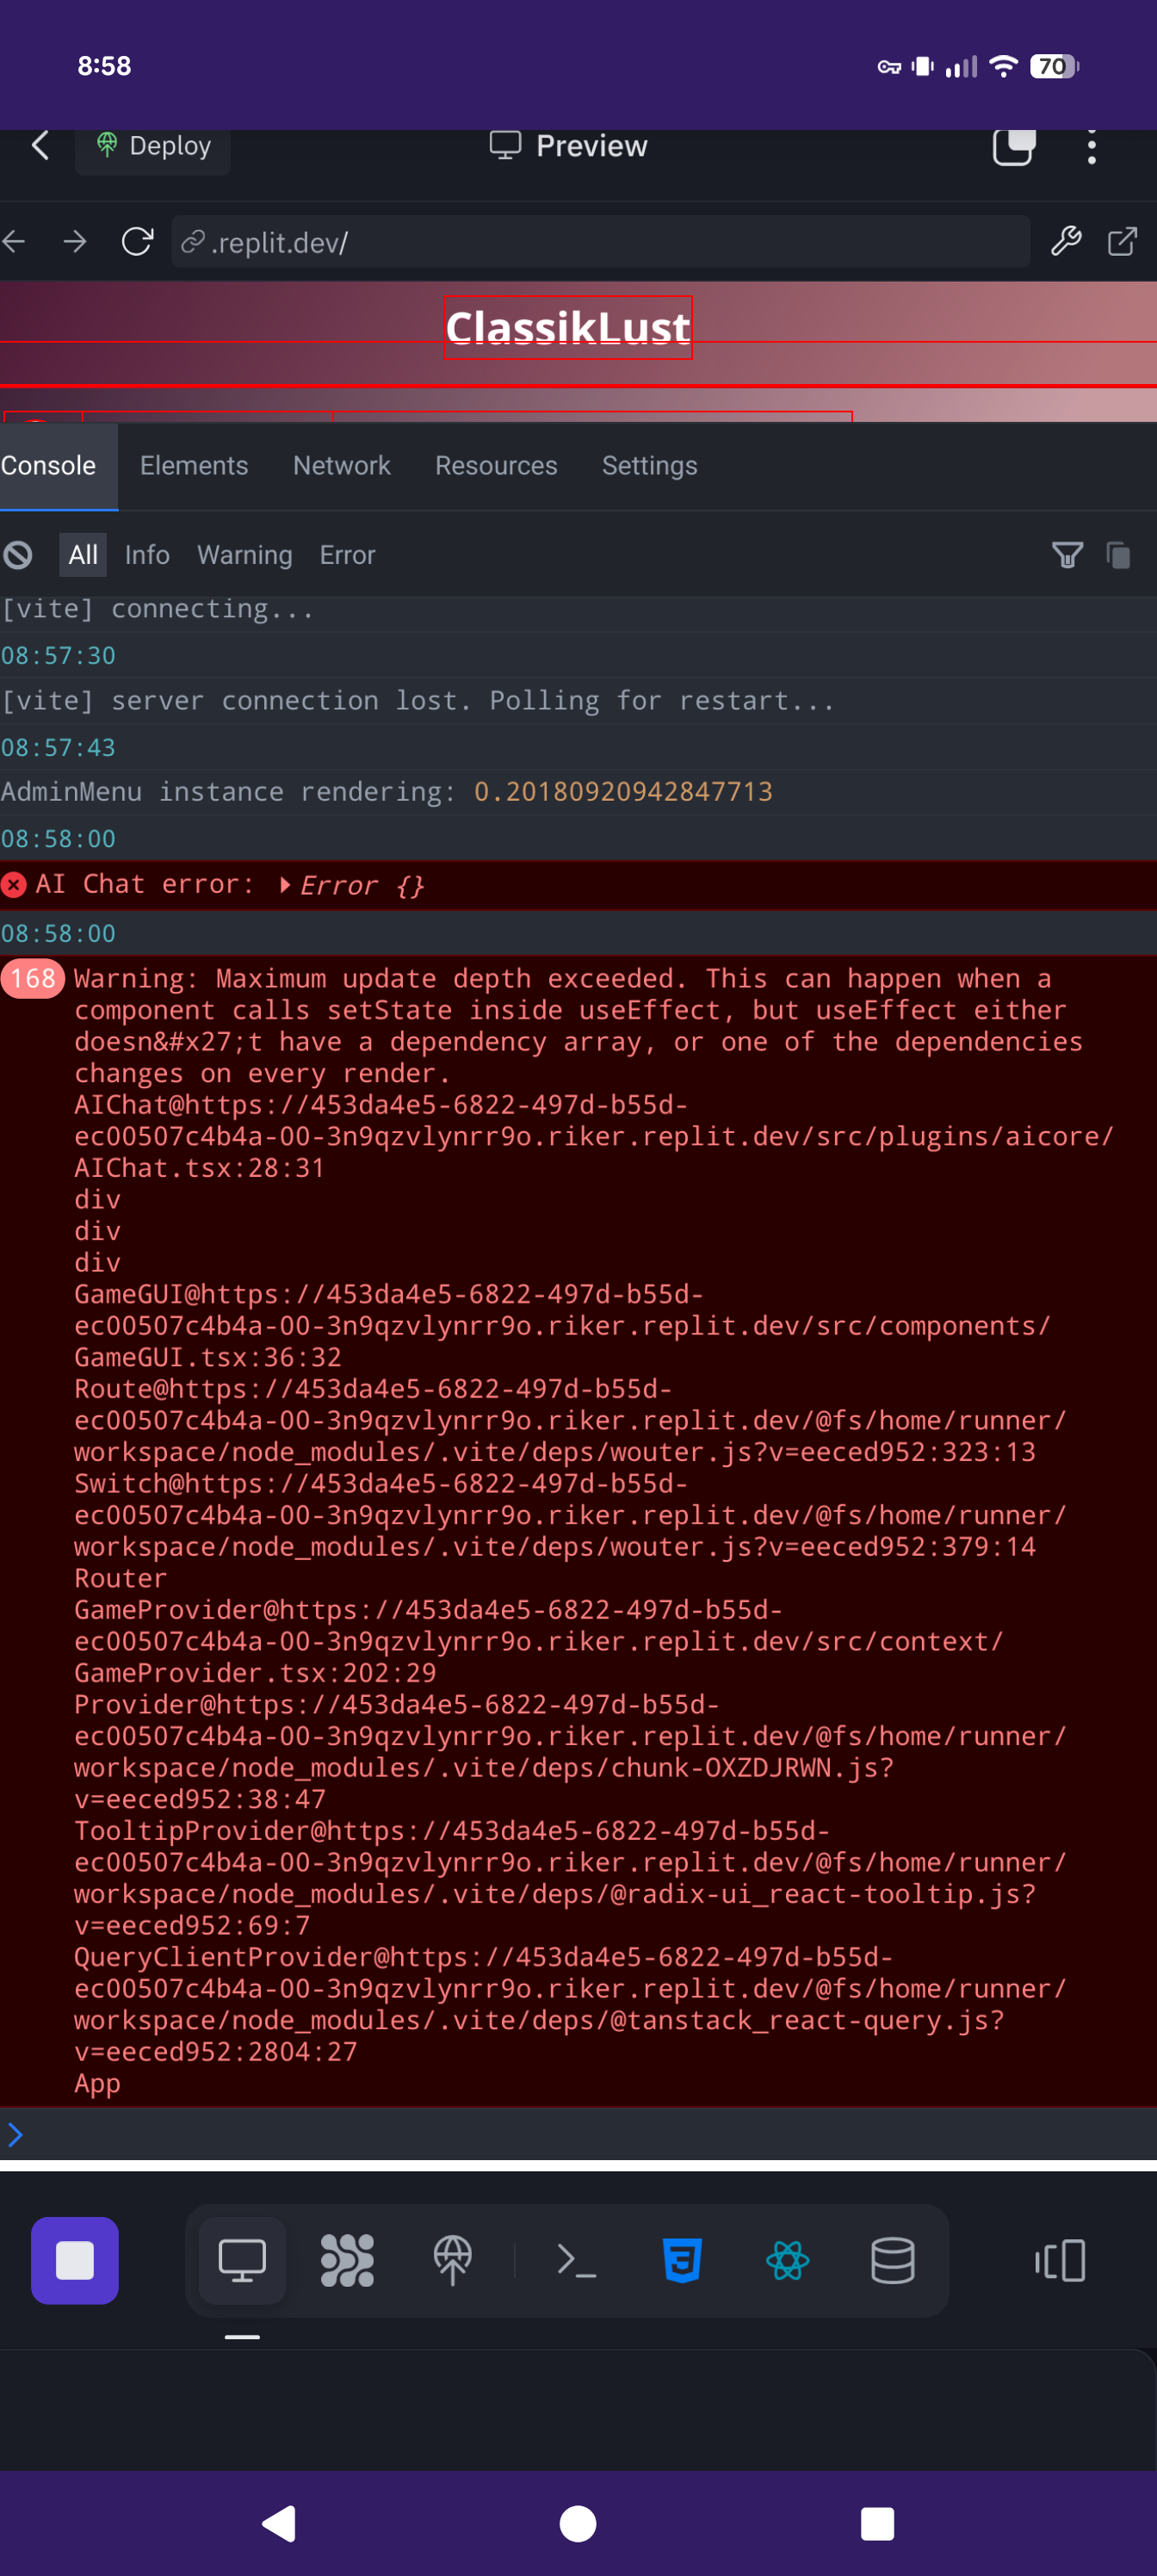 8:58
70
Deploy
Preview
.replit.dev/
ClassikLust
Console Elements Network Resources Settings
All Info Warning Error
[vite] connecting...
08:57:30
[vite] server connection lost. Polling for restart...
08:57:43
AdminMenu instance rendering: 0.20180920942847713
08:58:00
AI Chat error: Error {}
08:58:00
168 Warning: Maximum update depth exceeded. This can happen when a
component calls setState inside useEffect, but useEffect either
doesn&#x27;t have a dependency array, or one of the dependencies
changes on every render.
AIChat@https://453da4e5-6822-497d-b55d-
ec00507c4b4a-00-3n9qzvlynrr9o.riker.replit.dev/src/plugins/aicore/
AIChat.tsx:28:31
div
div
div
GameGUI@https://453da4e5-6822-497d-b55d-
ec00507c4b4a-00-3n9qzvlynrr9o.riker.replit.dev/src/components/
GameGUI.tsx:36:32
Route@https://453da4e5-6822-497d-b55d-
ec00507c4b4a-00-3n9qzvlynrr9o.riker.replit.dev/@fs/home/runner/
workspace/node_modules/.vite/deps/wouter.js?v=eeced952:323:13
Switch@https://453da4e5-6822-497d-b55d-
ec00507c4b4a-00-3n9qzvlynrr9o.riker.replit.dev/@fs/home/runner/
workspace/node_modules/.vite/deps/wouter.js?v=eeced952:379:14
Router
GameProvider@https://453da4e5-6822-497d-b55d-
ec00507c4b4a-00-3n9qzvlynrr9o.riker.replit.dev/src/context/
GameProvider.tsx:202:29
Provider@https://453da4e5-6822-497d-b55d-
ec00507c4b4a-00-3n9qzvlynrr9o.riker.replit.dev/@fs/home/runner/
workspace/node_modules/.vite/deps/chunk-OXZDJRWN.js?
v=eeced952:38:47
TooltipProvider@https://453da4e5-6822-497d-b55d-
ec00507c4b4a-00-3n9qzvlynrr9o.riker.replit.dev/@fs/home/runner/
workspace/node_modules/.vite/deps/@radix-ui_react-tooltip.js?
v=eeced952:69:7
QueryClientProvider@https://453da4e5-6822-497d-b55d-
ec00507c4b4a-00-3n9qzvlynrr9o.riker.replit.dev/@fs/home/runner/
workspace/node_modules/.vite/deps/@tanstack_react-query.js?
v=eeced952:2804:27
App